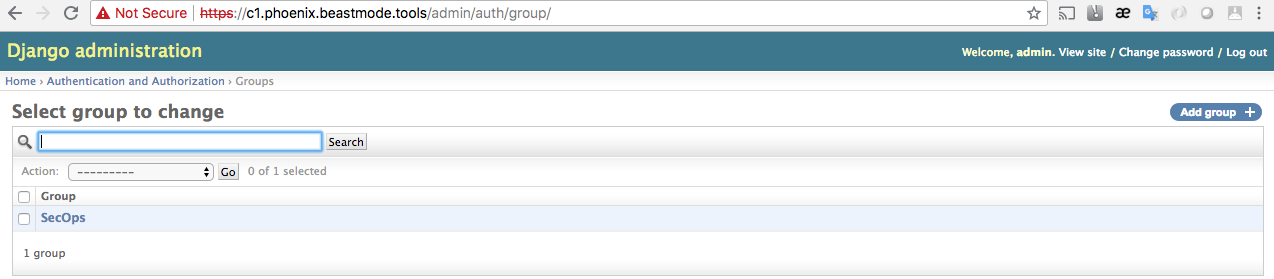 Not Secure https://c1.phoenix.beastmode.tools/admin/auth/group/
Django administration
Welcome, admin. View site / Change password / Log out
Home › Authentication and Authorization › Groups
Select group to change
Add group +
Search
Action: --------- Go 0 of 1 selected
Group
SecOps
1 group